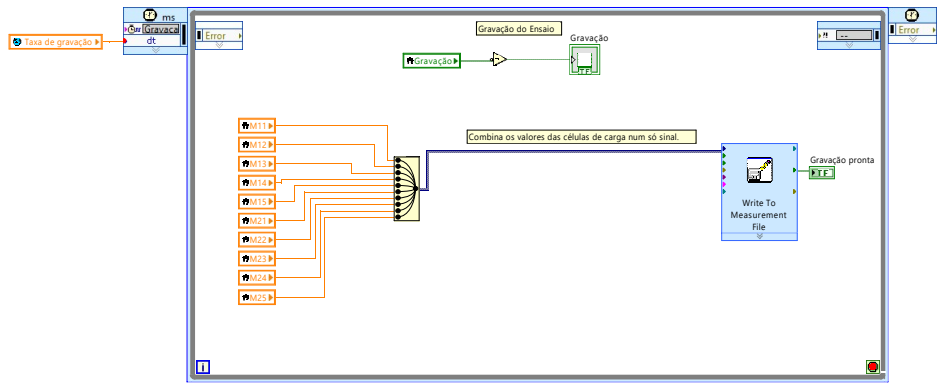 ms
Gravaca
dt
Taxa de gravação
Error
Gravação do Ensaio
Gravação
Gravação
TF
--
Error
M11
M12
M13
M14
M15
M21
M22
M23
M24
M25
Combina os valores das células de carga num só sinal.
Write To
Measurement
File
Gravação pronta
TF
i